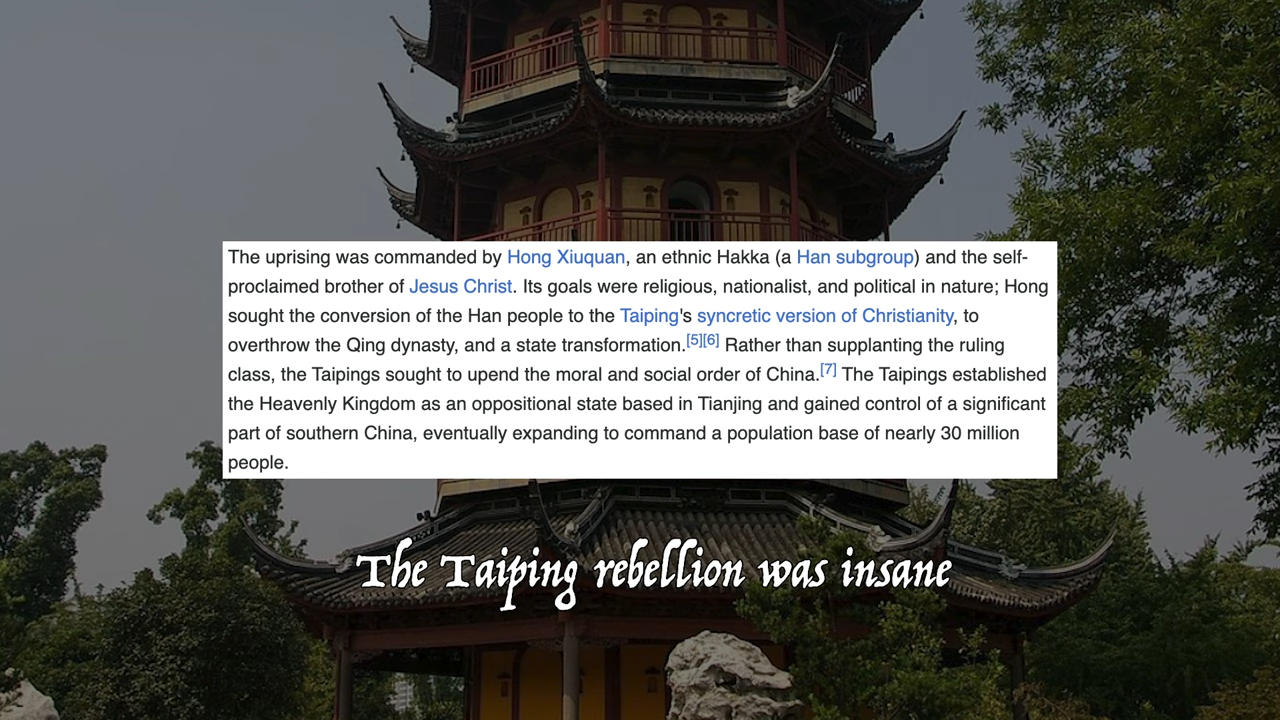 The uprising was commanded by Hong Xiuquan, an ethnic Hakka (a Han subgroup) and the self-
proclaimed brother of Jesus Christ. Its goals were religious, nationalist, and political in nature; Hong
sought the conversion of the Han people to the Taiping's syncretic version of Christianity, to
overthrow the Qing dynasty, and a state transformation.[5][6] Rather than supplanting the ruling
class, the Taipings sought to upend the moral and social order of China.[7] The Taipings established
the Heavenly Kingdom as an oppositional state based in Tianjing and gained control of a significant
part of southern China, eventually expanding to command a population base of nearly 30 million
people.
The Taiping rebellion was insane